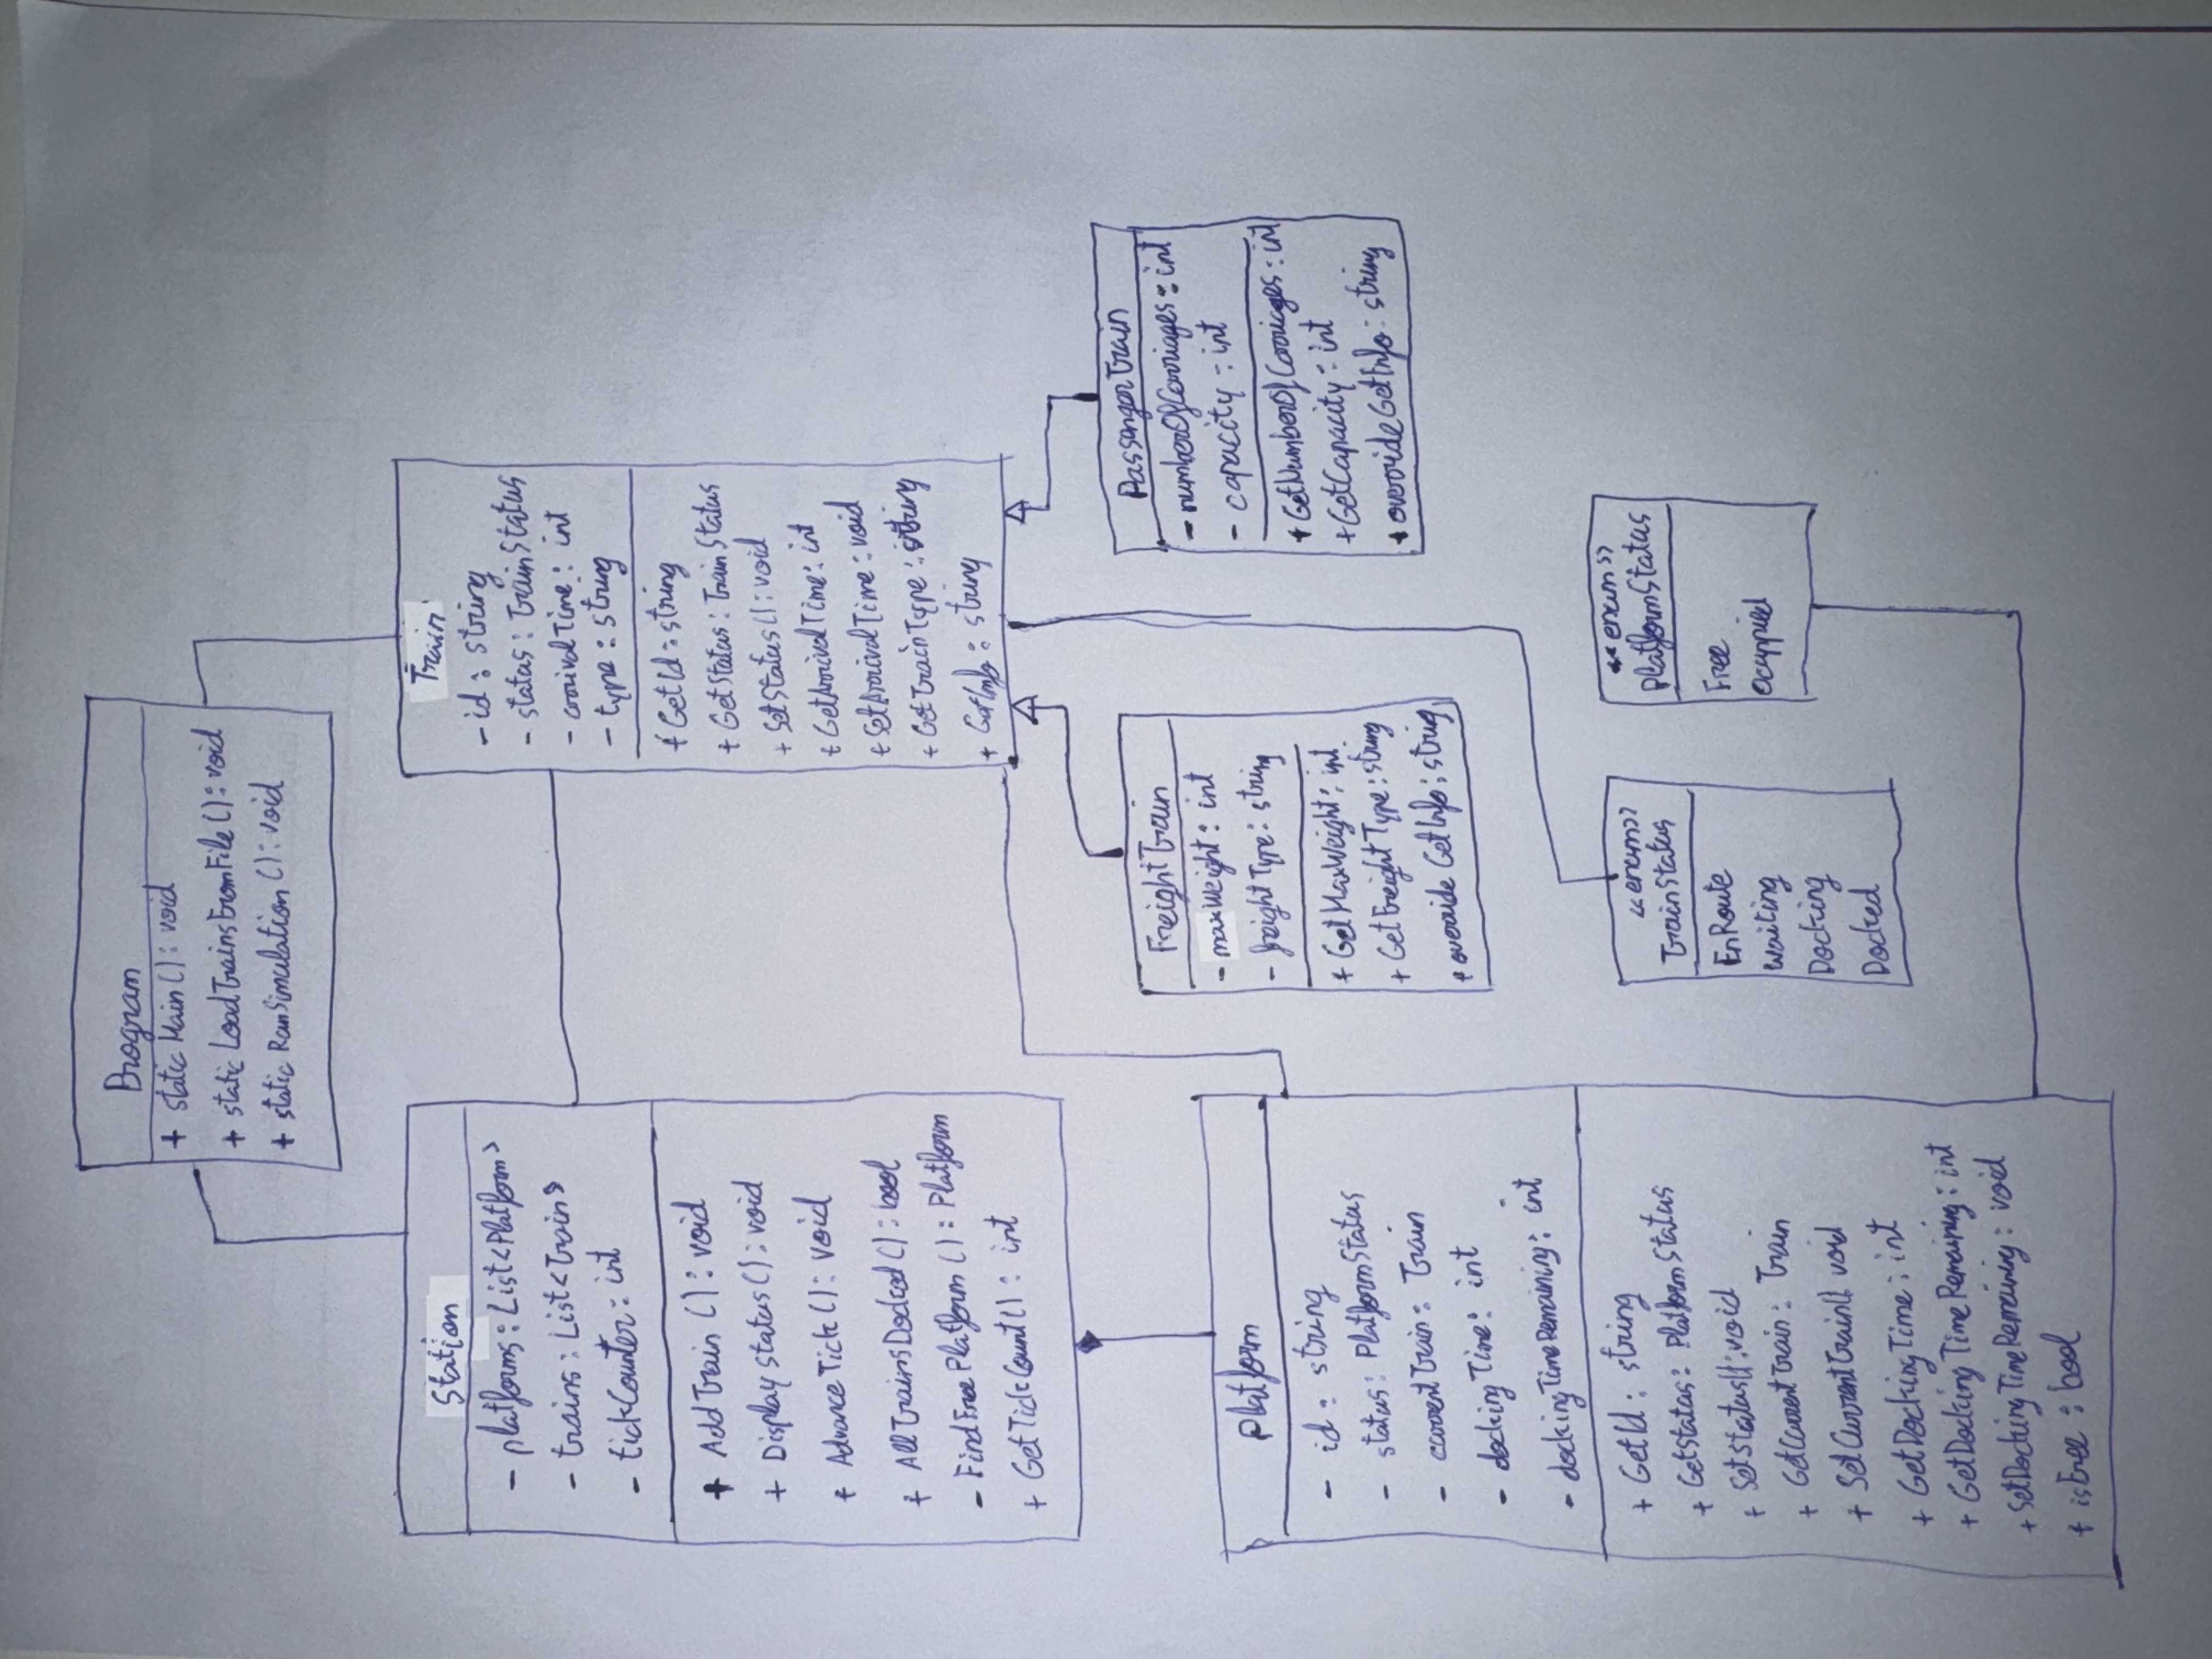 Program
+ static Main(): void
+ static LoadTrainsFromFile(): void
+ static RunSimulation(): void
Station
- platforms: List<Platform>
- trains: List<Train>
- tickCounter: int
+ AddTrain(): void
+ Display status(): void
+ AdvanceTick(): void
+ AllTrainsDocked(): bool
- FindFreePlatform(): Platform
+ GetTickCount(): int
Train
- id: string
- status: TrainStatus
- arrivalTime: int
- type: string
+ GetId: string
+ GetStatus: TrainStatus
+ SetStatus(): void
+ GetArrivalTime: int
+ SetArrivalTime: void
+ GetTrainType: string
+ GetInfo: string
FreightTrain
- maxWeight: int
- freightType: string
+ GetMaxWeight: int
+ GetFreightType: string
+ override GetInfo: string
PassengerTrain
- numberOfCarriages: int
- capacity: int
+ GetNumberOfCarriages: int
+ GetCapacity: int
+ override GetInfo: string
Platform
- id: string
- status: PlatformStatus
- currentTrain: Train
- dockingTime: int
- dockingTimeRemaining: int
+ GetId: string
+ GetStatus: PlatformStatus
+ SetStatus(): void
+ GetCurrentTrain: Train
+ SetCurrentTrain() void
+ GetDockingTime: int
+ GetDockingTimeRemaining: int
+ SetDockingTimeRemaining: void
+ isFree: bool
<<enum>>
TrainStatus
EnRoute
Waiting
Docking
Docked
<<enum>>
PlatformStatus
Free
Ocuppied